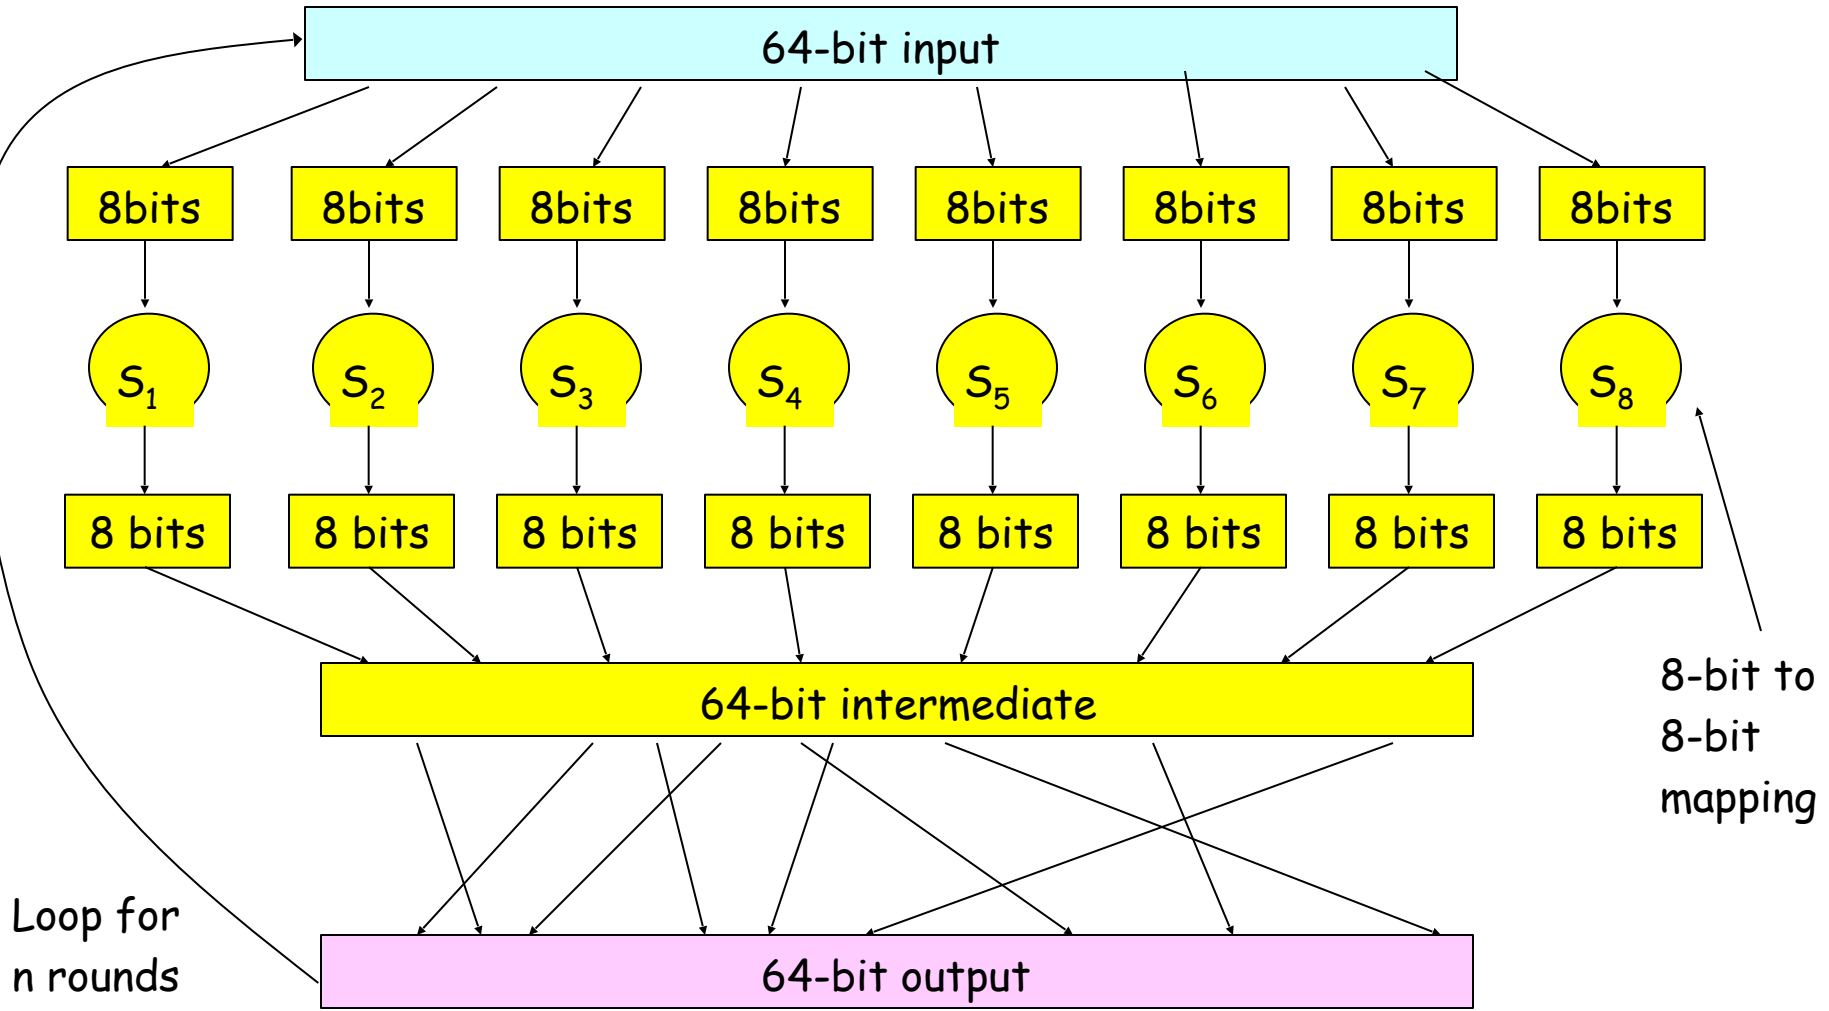 64-bit input
8bits 8bits 8bits 8bits 8bits 8bits 8bits 8bits
S1 S2 S3 S4 S5 S6 S7 S8
8 bits 8 bits 8 bits 8 bits 8 bits 8 bits 8 bits 8 bits
64-bit intermediate
8-bit to
8-bit
mapping
Loop for
n rounds
64-bit output